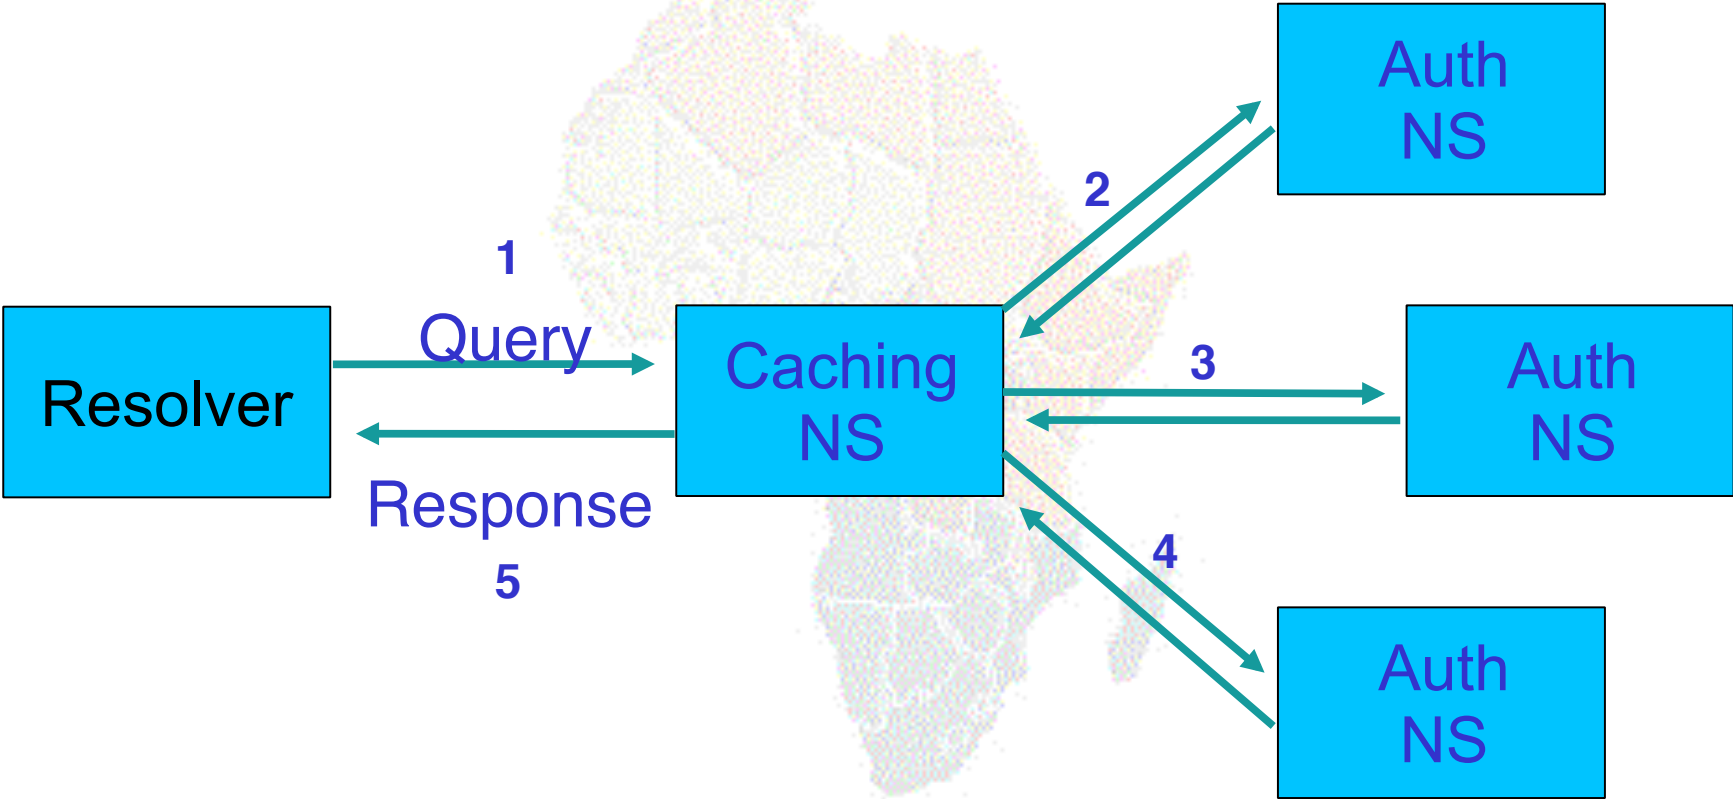 Auth
NS
2
1
Query
Resolver
Caching
NS
3
Auth
NS
Response
5
4
Auth
NS